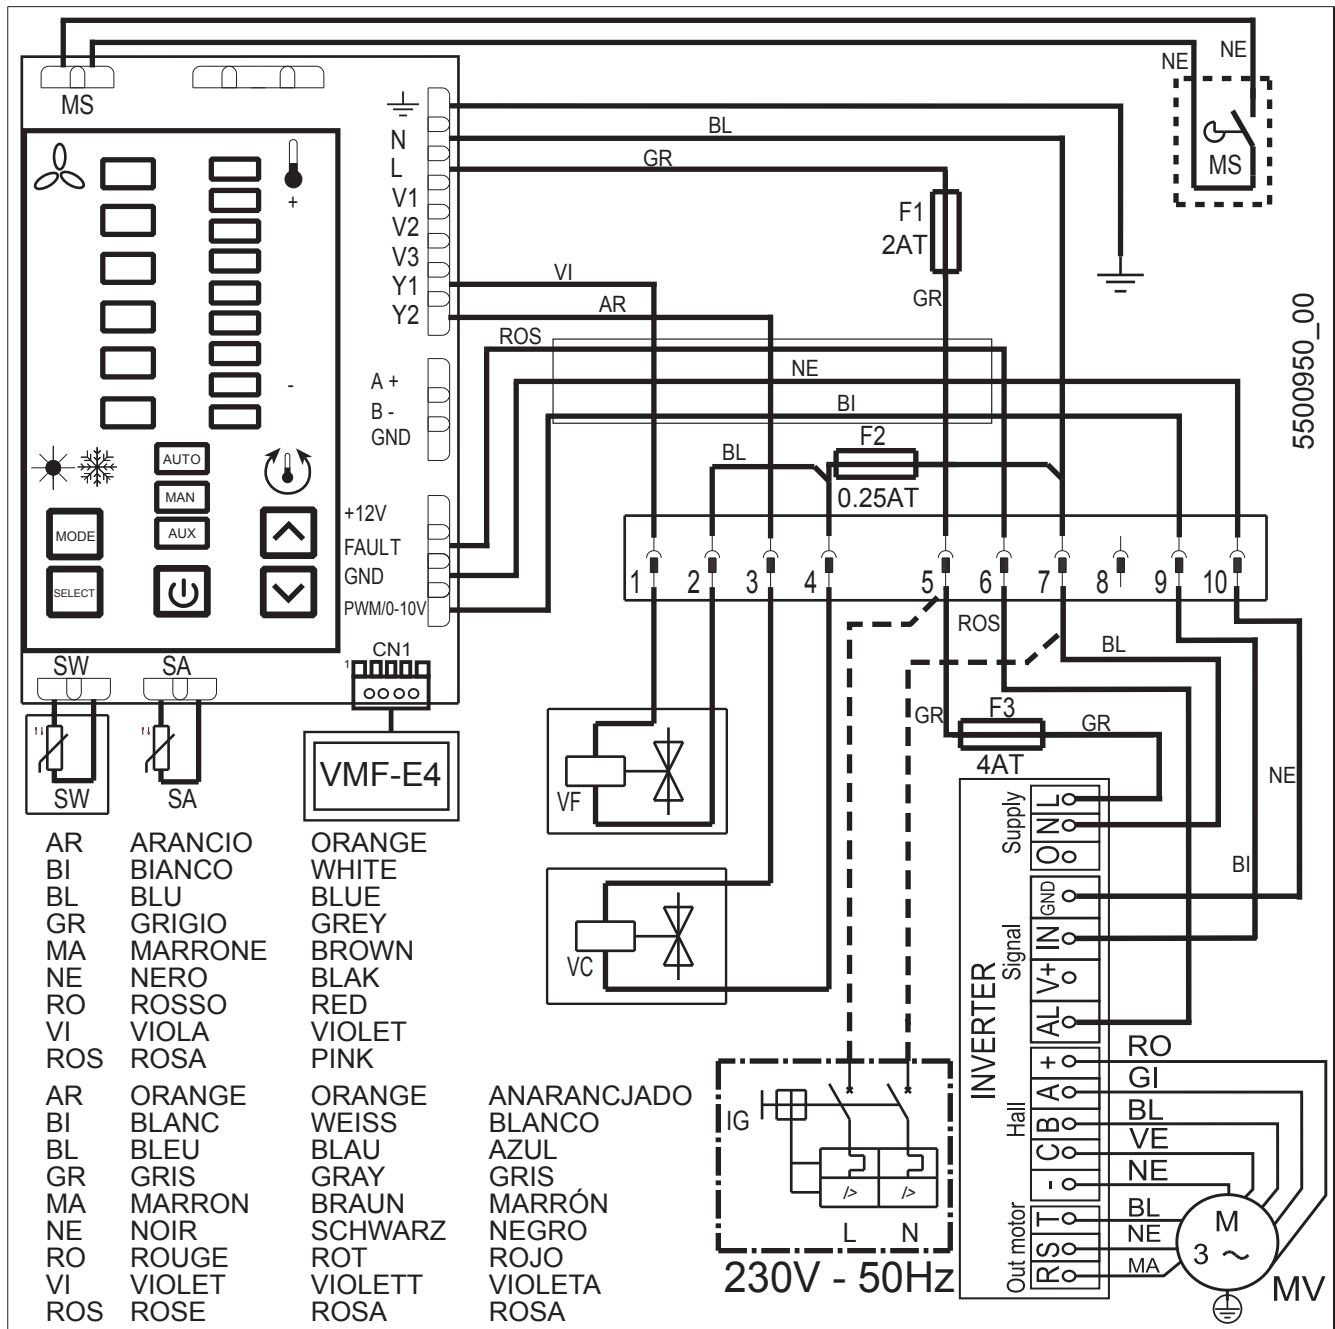 NE
NE
MS
MS
N
BL
L
GR
V1
V2
V3
Y1
VI
Y2
AR
F1
2AT
GR
+
-
5500950_00
ROS
A +
NE
B -
BI
GND
F2
BL
0.25AT
AUTO
MAN
AUX
MODE
SELECT
+12V
FAULT
GND
PWM/0-10V
1 2 3 4 5 6 7 8 9 10
ROS
BL
CN1
1
SW
SA
GR
F3
GR
4AT
NE
VMF-E4
SW
SA
VF
VC
BI
INVERTER
Supply
L
N
O
Signal
GND
IN
V+
AL
Hall
+
A
B
C
-
Out motor
T
S
R
RO
GI
BL
VE
NE
BL
NE
MA
M
3 ~
MV
IG
I>
I>
L
N
230V - 50Hz
AR ARANCIO ORANGE
BI BIANCO WHITE
BL BLU BLUE
GR GRIGIO GREY
MA MARRONE BROWN
NE NERO BLAK
RO ROSSO RED
VI VIOLA VIOLET
ROS ROSA PINK
AR ORANGE ORANGE ANARANCJADO
BI BLANC WEISS BLANCO
BL BLEU BLAU AZUL
GR GRIS GRAY GRIS
MA MARRON BRAUN MARRÓN
NE NOIR SCHWARZ NEGRO
RO ROUGE ROT ROJO
VI VIOLET VIOLETT VIOLETA
ROS ROSE ROSA ROSA